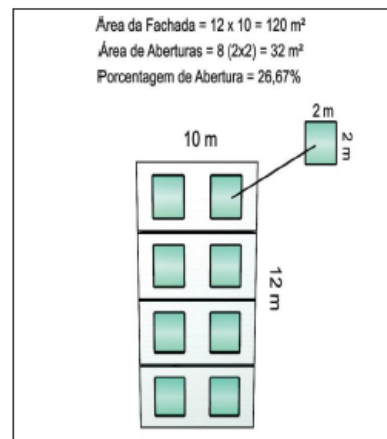 Área da Fachada = 12 x 10 = 120 m²
Área de Aberturas = 8 (2x2) = 32 m²
Porcentagem de Abertura = 26,67%
2 m
2 m
10 m
12 m